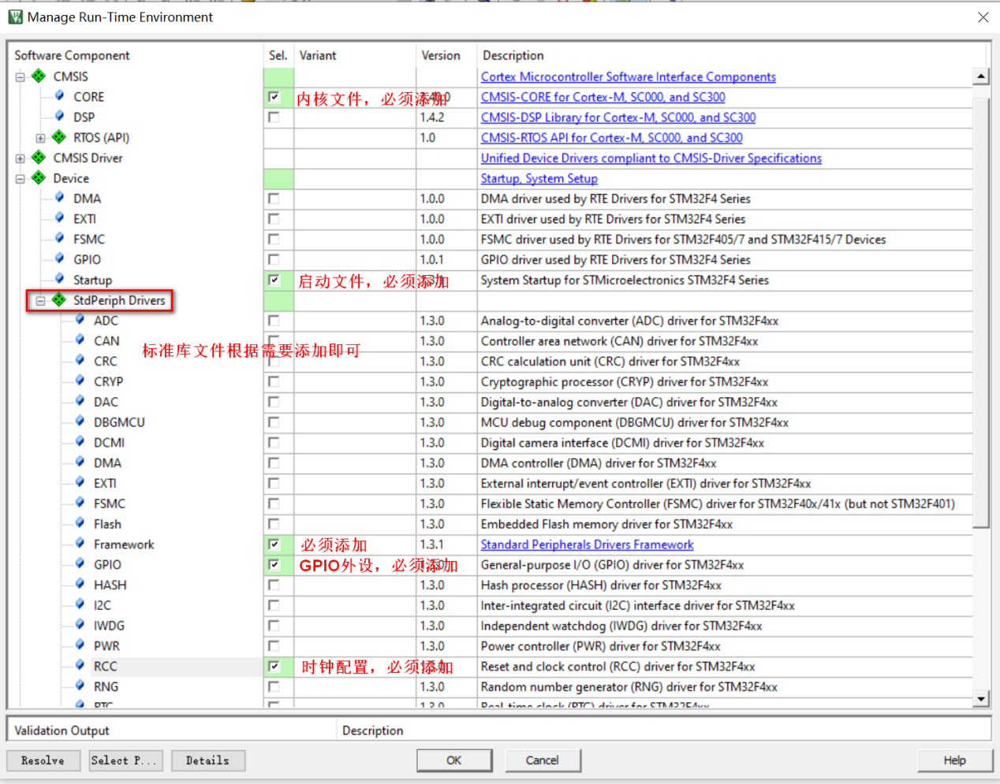 Manage Run-Time Environment
Software Component Sel. Variant Version Description
CMSIS Cortex Microcontroller Software Interface Components
CORE 内核文件，必须添加 CMSIS-CORE for Cortex-M, SC000, and SC300
DSP 1.4.2 CMSIS-DSP Library for Cortex-M, SC000, and SC300
RTOS (API) 1.0 CMSIS-RTOS API for Cortex-M, SC000, and SC300
CMSIS Driver Unified Device Drivers compliant to CMSIS-Driver Specifications
Device Startup, System Setup
DMA 1.0.0 DMA driver used by RTE Drivers for STM32F4 Series
EXTI 1.0.0 EXTI driver used by RTE Drivers for STM32F4 Series
FSMC 1.0.0 FSMC driver used by RTE Drivers for STM32F405/7 and STM32F415/7 Devices
GPIO 1.0.1 GPIO driver used by RTE Drivers for STM32F4 Series
Startup 启动文件，必须添加 System Startup for STMicroelectronics STM32F4 Series
StdPeriph Drivers
ADC 1.3.0 Analog-to-digital converter (ADC) driver for STM32F4xx
CAN 1.3.0 Controller area network (CAN) driver for STM32F4xx
标准库文件根据需要添加即可
CRC 1.3.0 CRC calculation unit (CRC) driver for STM32F4xx
CRYP 1.3.0 Cryptographic processor (CRYP) driver for STM32F4xx
DAC 1.3.0 Digital-to-analog converter (DAC) driver for STM32F4xx
DBGMCU 1.3.0 MCU debug component (DBGMCU) driver for STM32F4xx
DCMI 1.3.0 Digital camera interface (DCMI) driver for STM32F4xx
DMA 1.3.0 DMA controller (DMA) driver for STM32F4xx
EXTI 1.3.0 External interrupt/event controller (EXTI) driver for STM32F4xx
FSMC 1.3.0 Flexible Static Memory Controller (FSMC) driver for STM32F40x/41x (but not STM32F401)
Flash 1.3.0 Embedded Flash memory driver for STM32F4xx
Framework 必须添加 1.3.1 Standard Peripherals Drivers Framework
GPIO GPIO外设，必须添加 General-purpose I/O (GPIO) driver for STM32F4xx
HASH 1.3.0 Hash processor (HASH) driver for STM32F4xx
I2C 1.3.0 Inter-integrated circuit (I2C) interface driver for STM32F4xx
IWDG 1.3.0 Independent watchdog (IWDG) driver for STM32F4xx
PWR 1.3.0 Power controller (PWR) driver for STM32F4xx
RCC 时钟配置，必须添加 Reset and clock control (RCC) driver for STM32F4xx
RNG 1.3.0 Random number generator (RNG) driver for STM32F4xx
RTC 1.3.0 Real-time clock (RTC) driver for STM32F4xx
Validation Output Description
Resolve Select P... Details OK Cancel Help